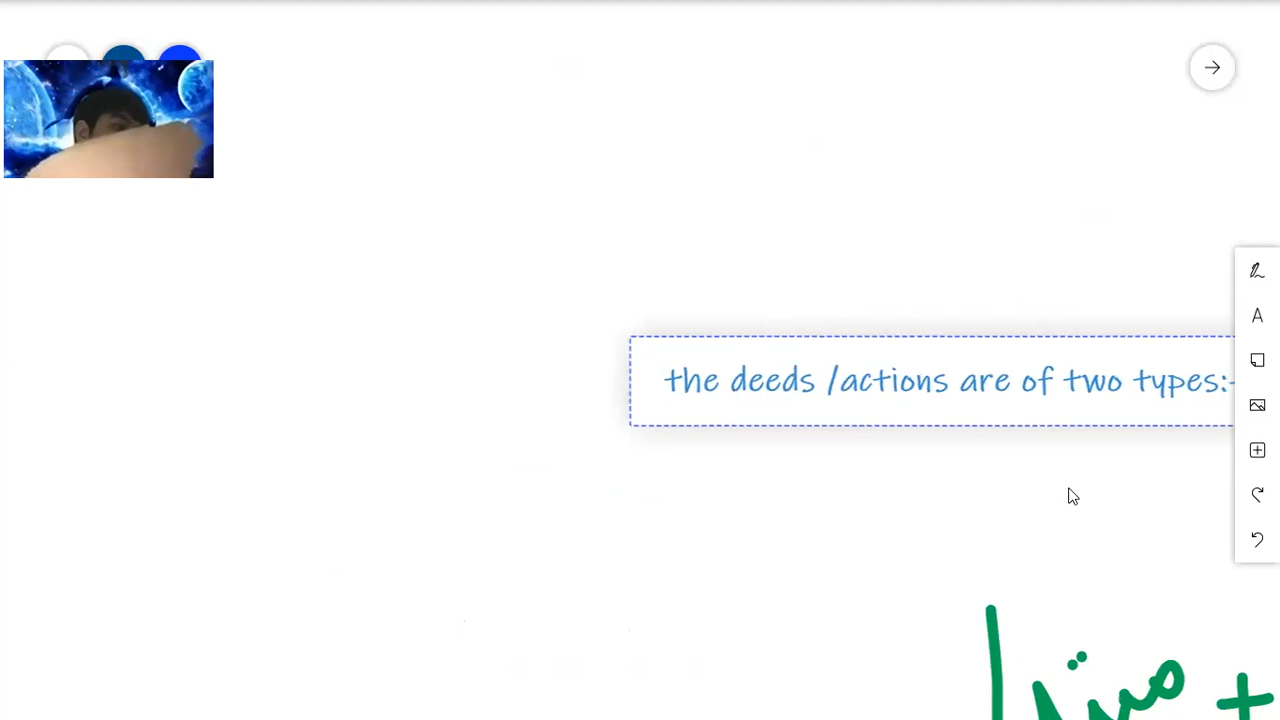 the deeds /actions are of two types:-
+